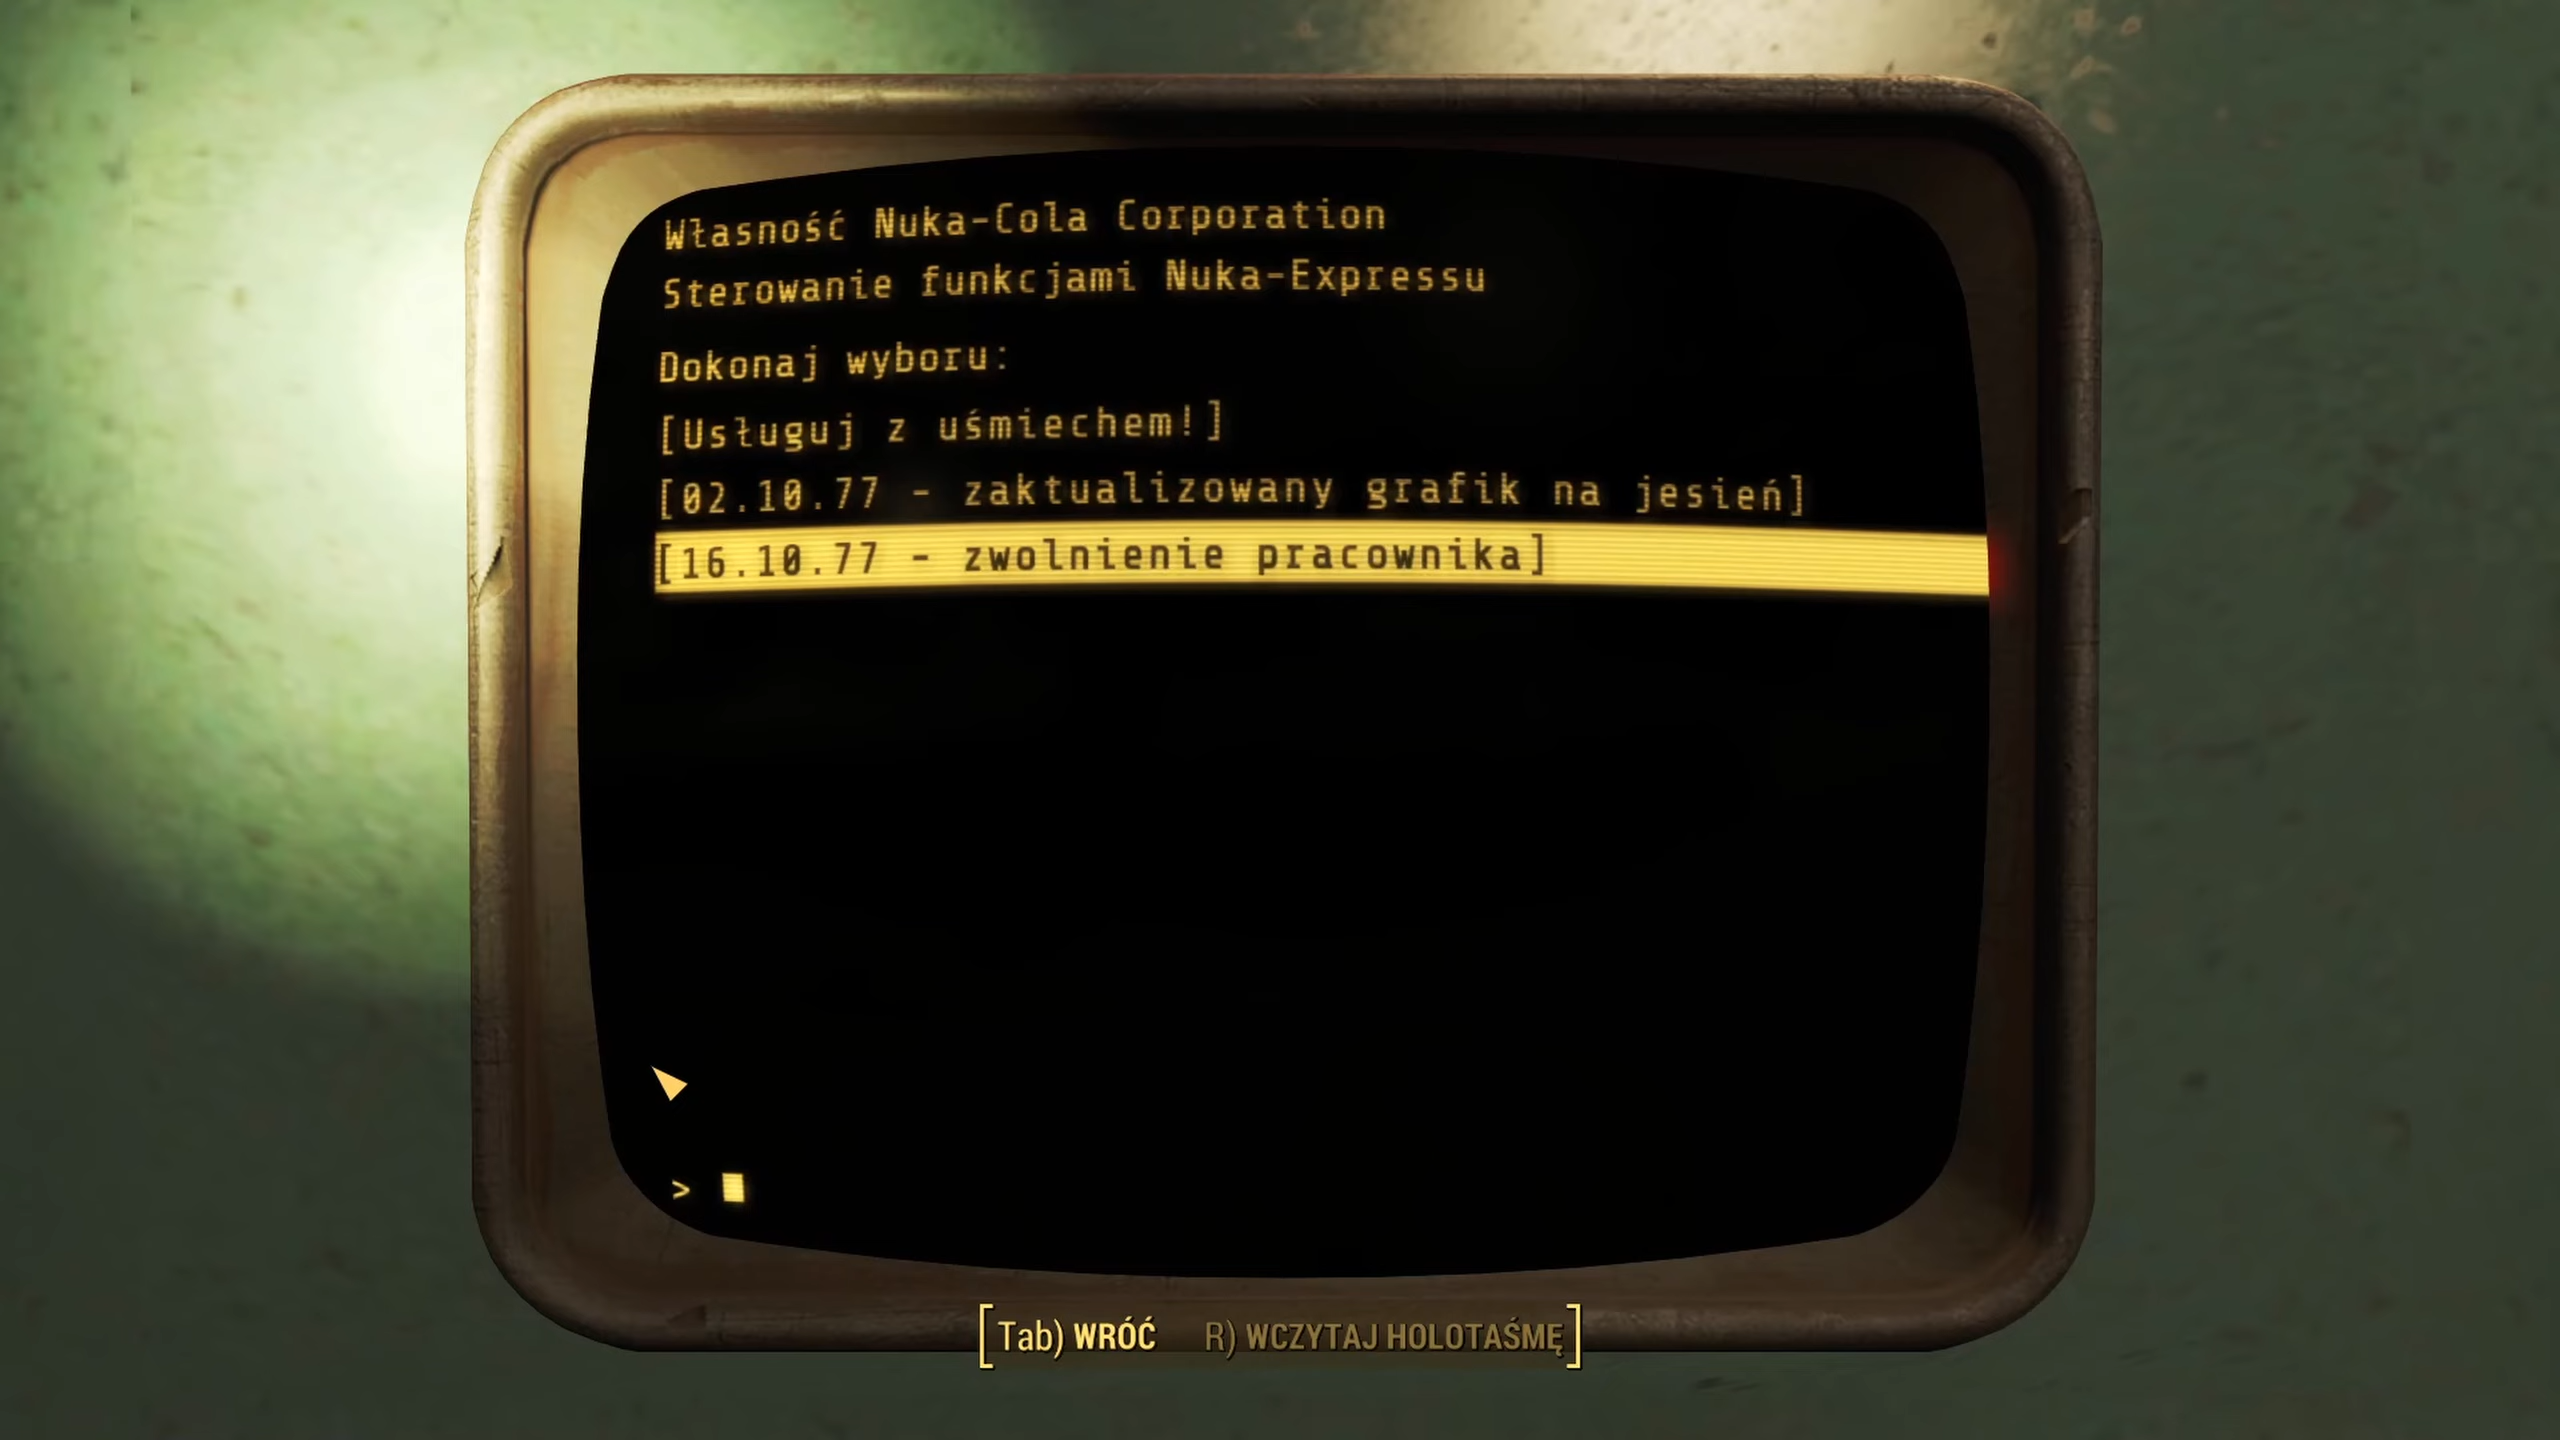 Własność Nuka-Cola Corporation
Sterowanie funkcjami Nuka-Expressu
Dokonaj wyboru:
[Usługuj z uśmiechem!]
[02.10.77 - zaktualizowany grafik na jesień]
[16.10.77 - zwolnienie pracownika]
>
[Tab) WRÓĆ R) WCZYTAJ HOLOTAŚMĘ]